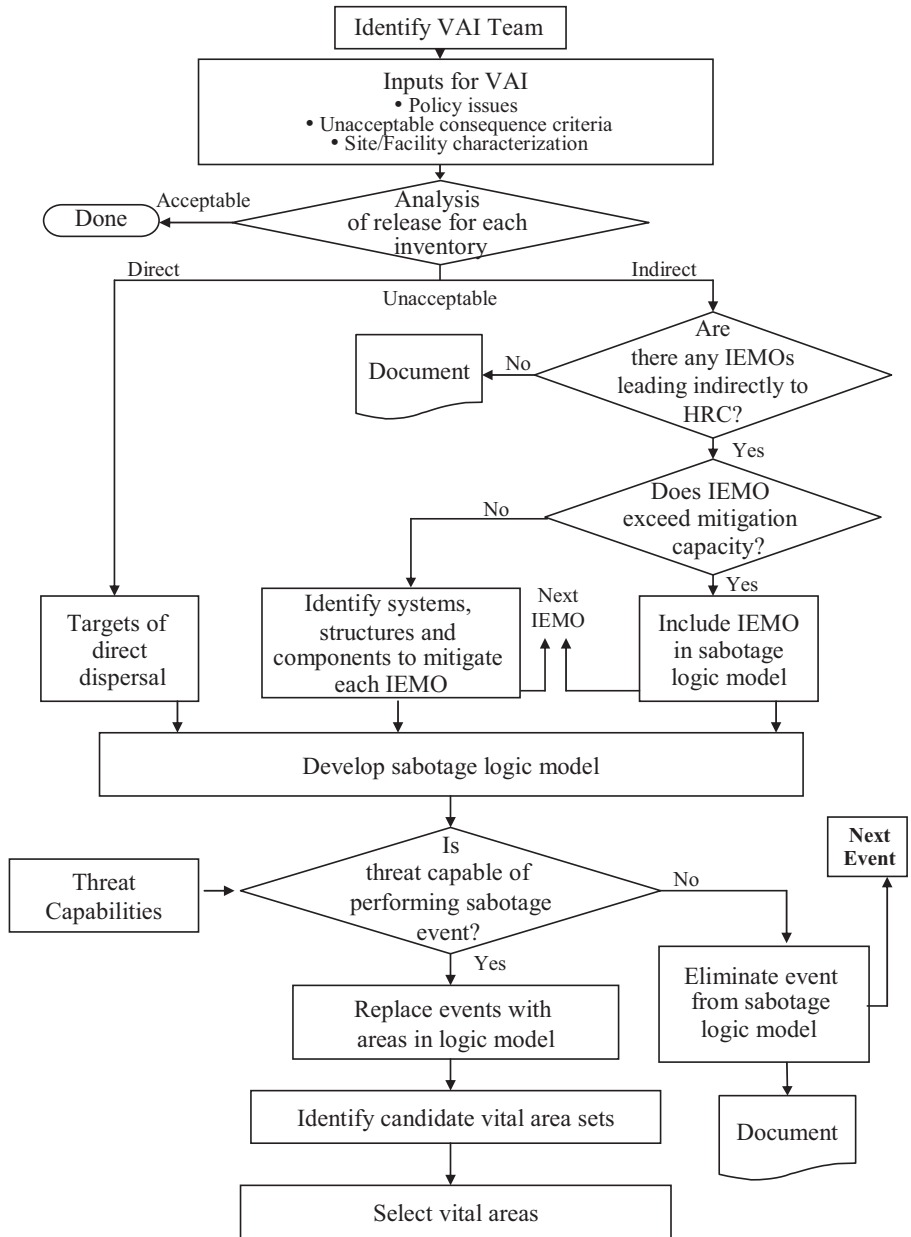 Identify VAI Team
Inputs for VAI
• Policy issues
• Unacceptable consequence criteria
• Site/Facility characterization
Acceptable
Done
Analysis
of release for each
inventory
Direct
Indirect
Unacceptable
Are
there any IEMOs
leading indirectly to
HRC?
No
Document
Yes
Does IEMO
exceed mitigation
capacity?
No
Yes
Targets of
direct
dispersal
Identify systems,
structures and
components to mitigate
each IEMO
Next
IEMO
Include IEMO
in sabotage
logic model
Develop sabotage logic model
Threat
Capabilities
Is
threat capable of
performing sabotage
event?
No
Next
Event
Yes
Eliminate event
from sabotage
logic model
Replace events with
areas in logic model
Identify candidate vital area sets
Document
Select vital areas